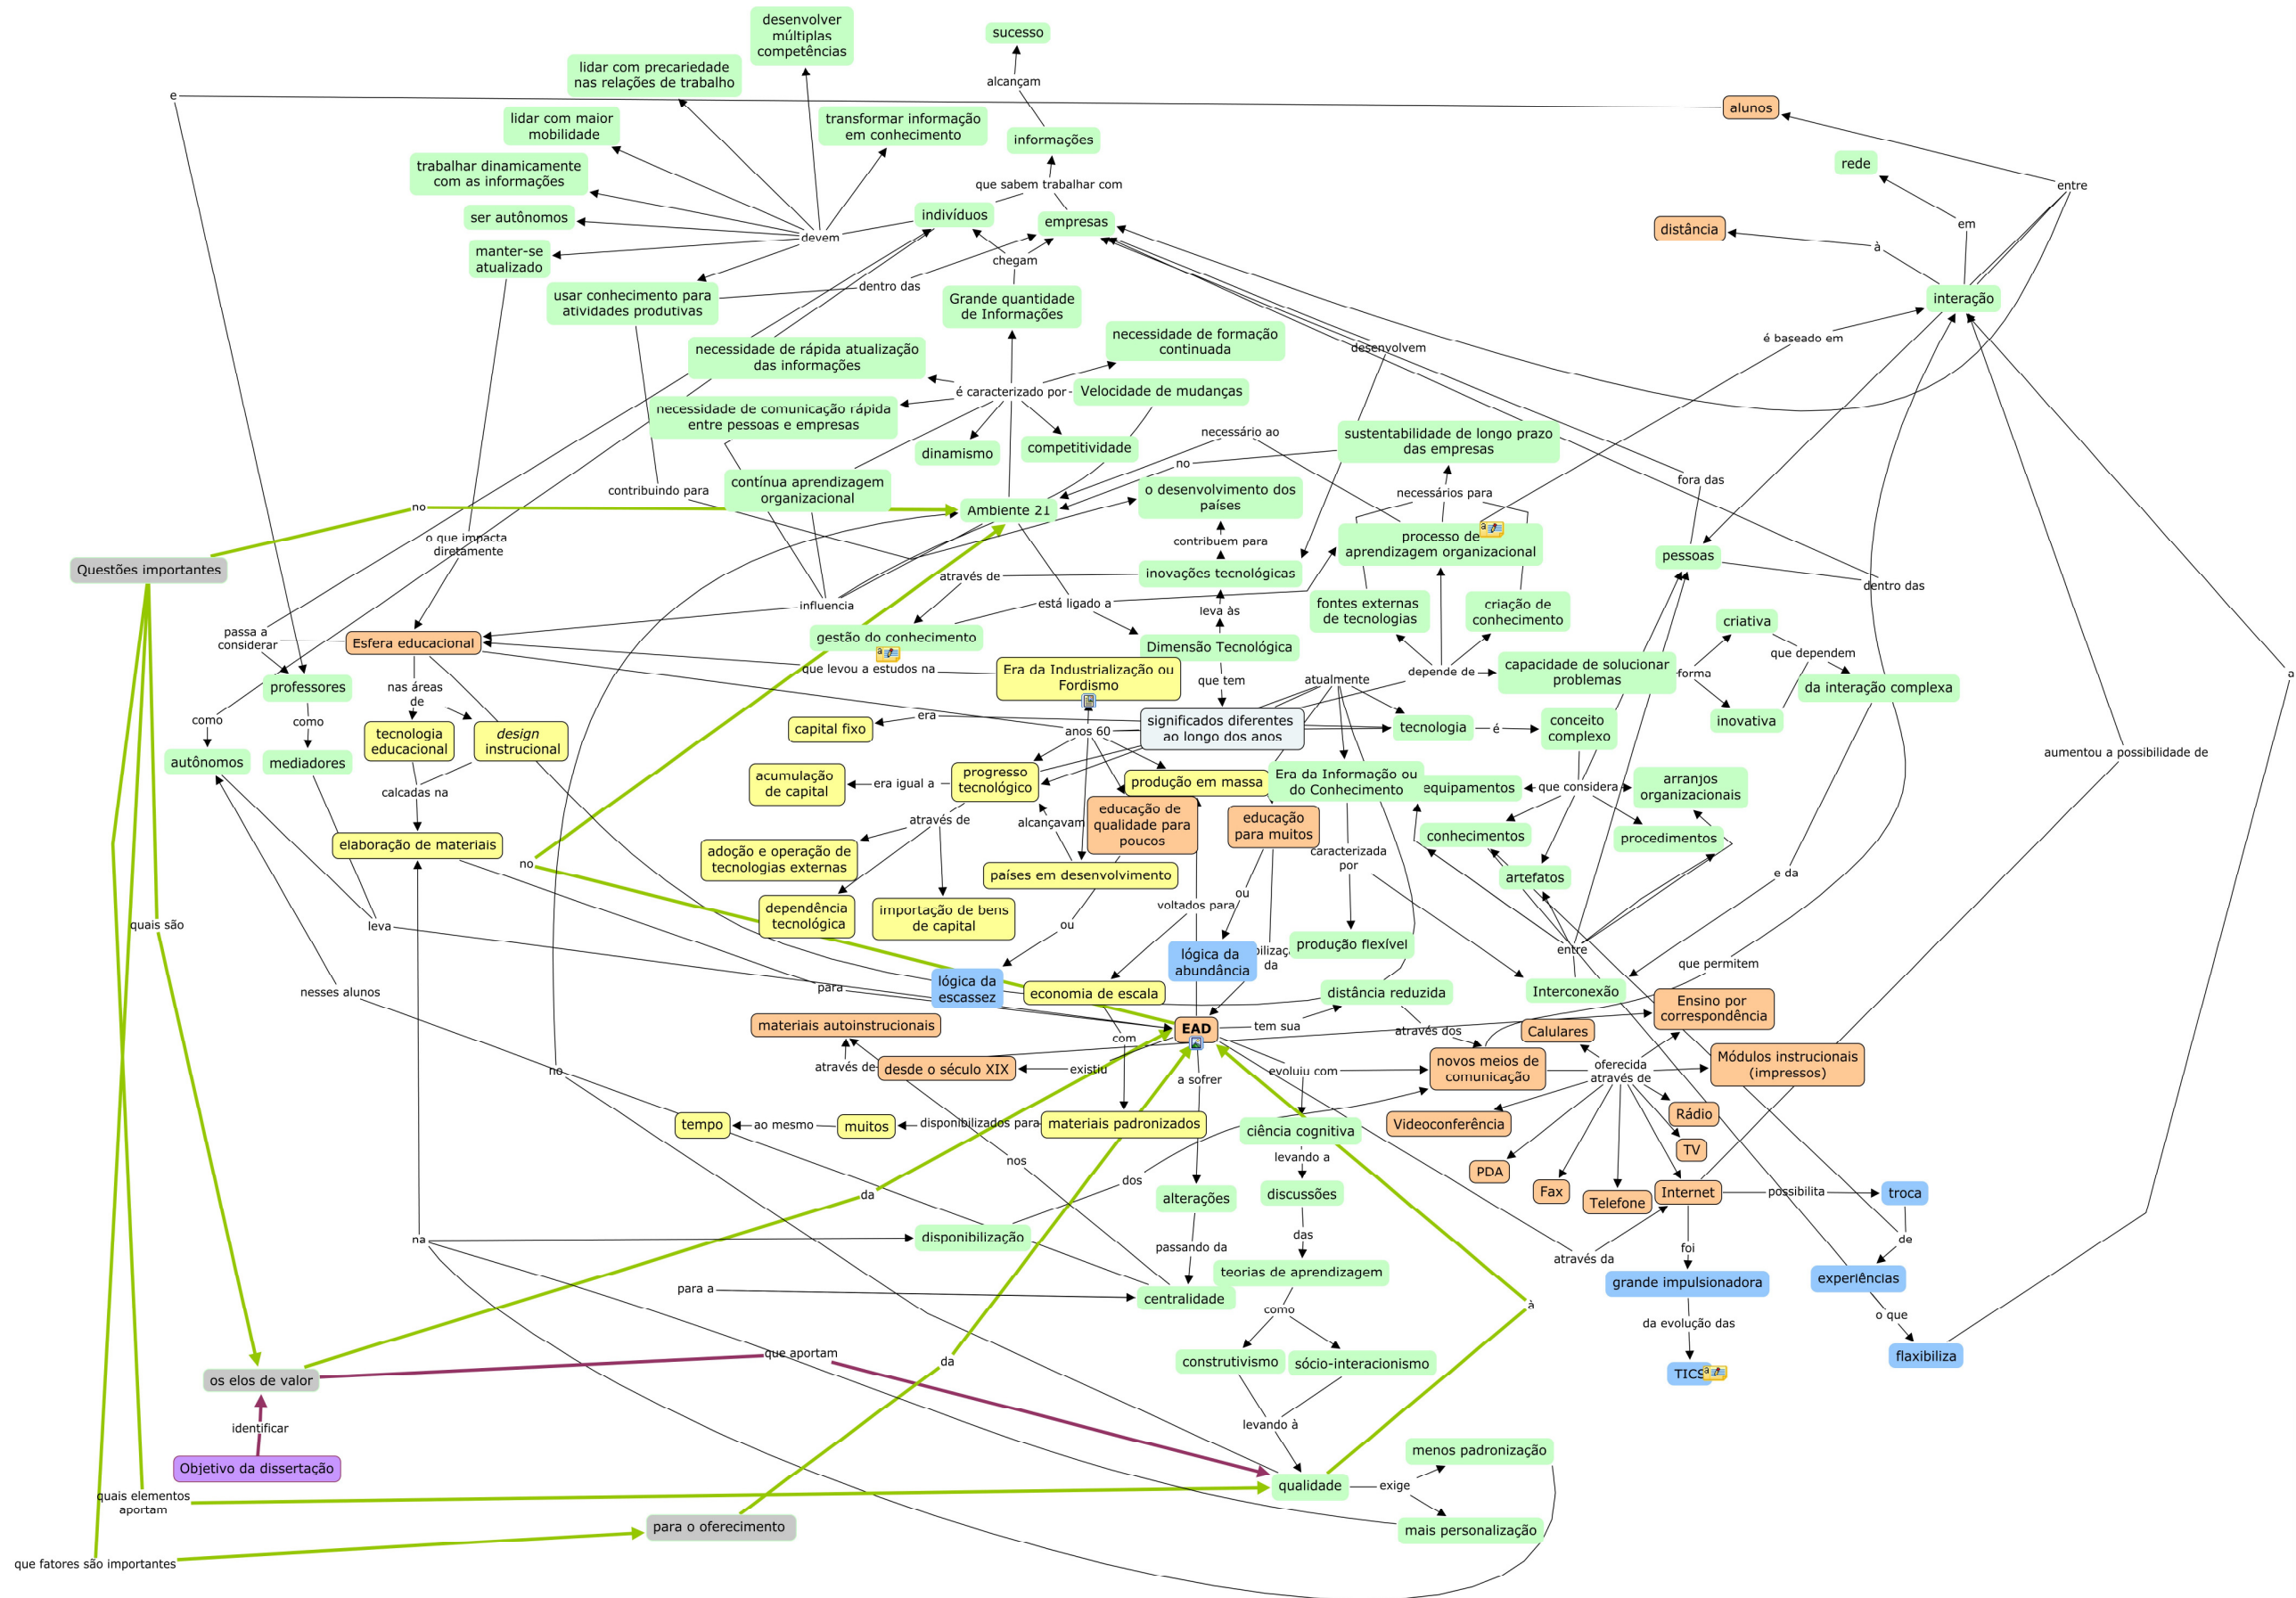 desenvolver
múltiplas
competências
sucesso
lidar com precariedade
nas relações de trabalho
alcançam
e
alunos
lidar com maior
mobilidade
transformar informação
em conhecimento
informações
trabalhar dinamicamente
com as informações
rede
que sabem trabalhar com
entre
ser autônomos
indivíduos
empresas
em
distância
devem
à
manter-se
atualizado
chegam
dentro das
usar conhecimento para
atividades produtivas
Grande quantidade
de Informações
interação
necessidade de formação
continuada
é baseado em
necessidade de rápida atualização
das informações
desenvolvem
é caracterizado por
Velocidade de mudanças
necessidade de comunicação rápida
entre pessoas e empresas
necessário ao
sustentabilidade de longo prazo
das empresas
dinamismo
competitividade
no
fora das
contínua aprendizagem
organizacional
contribuindo para
o desenvolvimento dos
países
necessários para
no
Ambiente 21
o que impacta
diretamente
contribuem para
processo de
aprendizagem organizacional
pessoas
Questões importantes
através de
inovações tecnológicas
dentro das
influencia
está ligado a
leva às
fontes externas
de tecnologias
criação de
conhecimento
criativa
passa a
considerar
Esfera educacional
gestão do conhecimento
Dimensão Tecnológica
que dependem
que levou a estudos na
Era da Industrialização ou
Fordismo
que tem
atualmente
depende de
capacidade de solucionar
problemas
forma
da interação complexa
professores
nas áreas
de
como
como
capital fixo
era
significados diferentes
ao longo dos anos
anos 60
tecnologia
é
conceito
complexo
inovativa
tecnologia
educacional
design
instrucional
autônomos
mediadores
aumentou a possibilidade de
a
acumulação
de capital
era igual a
progresso
tecnológico
produção em massa
Era da Informação ou
do Conhecimento
equipamentos
que considera
arranjos
organizacionais
calcadas na
através de
alcançavam
educação de
qualidade para
poucos
educação
para muitos
conhecimentos
procedimentos
elaboração de materiais
caracterizada
por
no
adoção e operação de
tecnologias externas
países em desenvolvimento
artefatos
e da
ou
voltados para
dependência
tecnológica
importação de bens
de capital
quais são
leva
ou
produção flexível
entre
lógica da
abundância
da
que permitem
nesses alunos
para
lógica da
escassez
economia de escala
distância reduzida
Interconexão
Ensino por
correspondência
materiais autoinstrucionais
EAD
tem sua
através dos
Calulares
com
através de
desde o século XIX
existiu
a sofrer
evoluiu com
novos meios de
comunicação
oferecida
através de
Módulos instrucionais
(impressos)
no
tempo
ao mesmo
muitos
disponibilizados para
materiais padronizados
ciência cognitiva
Videoconferência
Rádio
TV
levando a
nos
PDA
dos
da
alterações
discussões
Fax
Telefone
Internet
possibilita
troca
na
disponibilização
das
passando da
foi
de
através da
teorias de aprendizagem
grande impulsionadora
experiências
para a
centralidade
como
à
o que
da evolução das
que aportam
da
construtivismo
sócio-interacionismo
flaxibiliza
os elos de valor
TICS
identificar
levando à
menos padronização
Objetivo da dissertação
qualidade
exige
quais elementos
aportam
para o oferecimento
mais personalização
que fatores são importantes